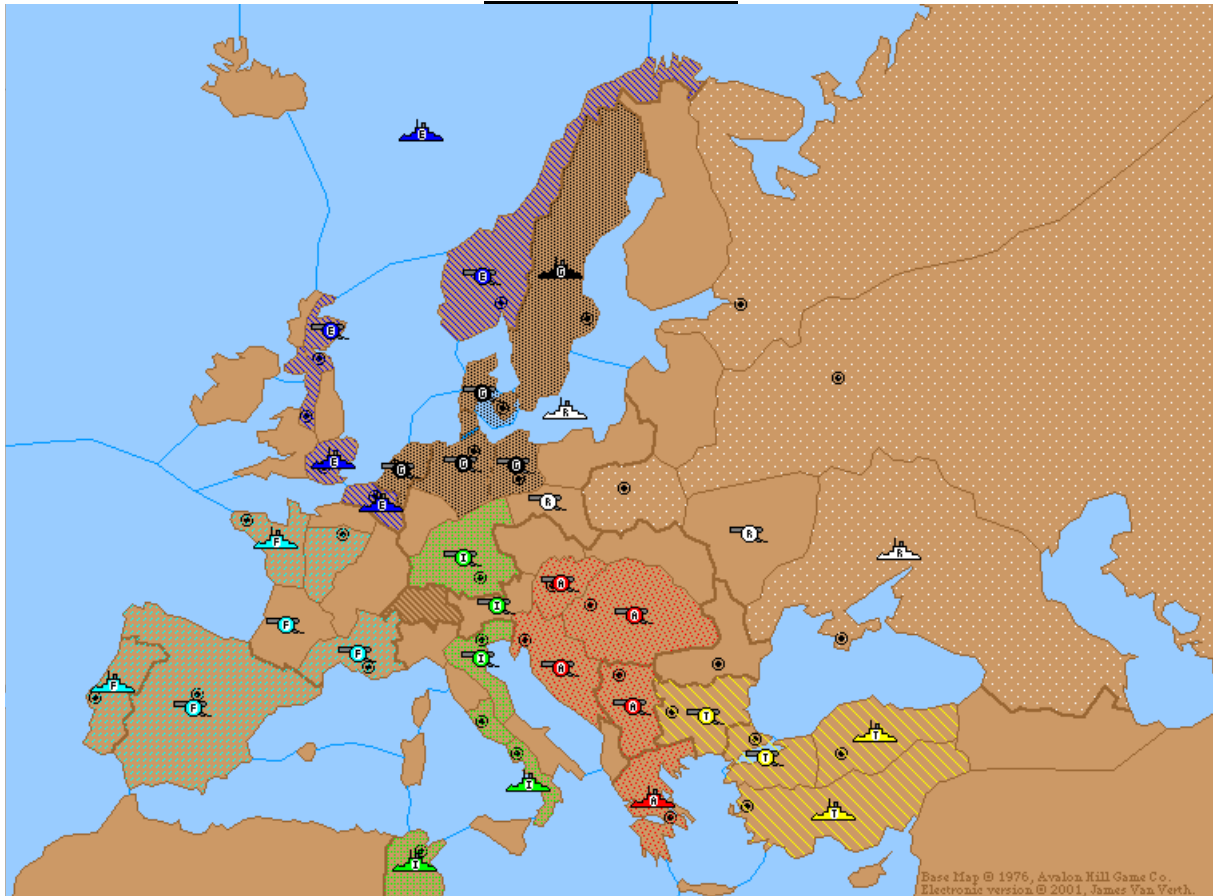 E
G
E
E
G
R
E
G
G
G
R
E
R
F
R
I
A
I
A
F
F
I
A
F
A
F
T
T
T
I
A
T
I
Base Map © 1976, Avalon Hill Game Co.
Electronic version © 2001, James Van Verth.